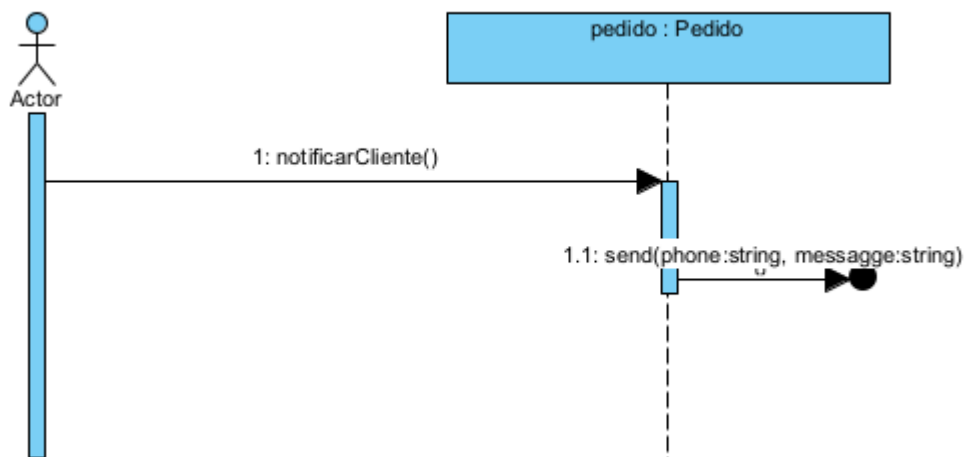 pedido : Pedido
Actor
1: notificarCliente()
1.1: send(phone:string, messagge:string)